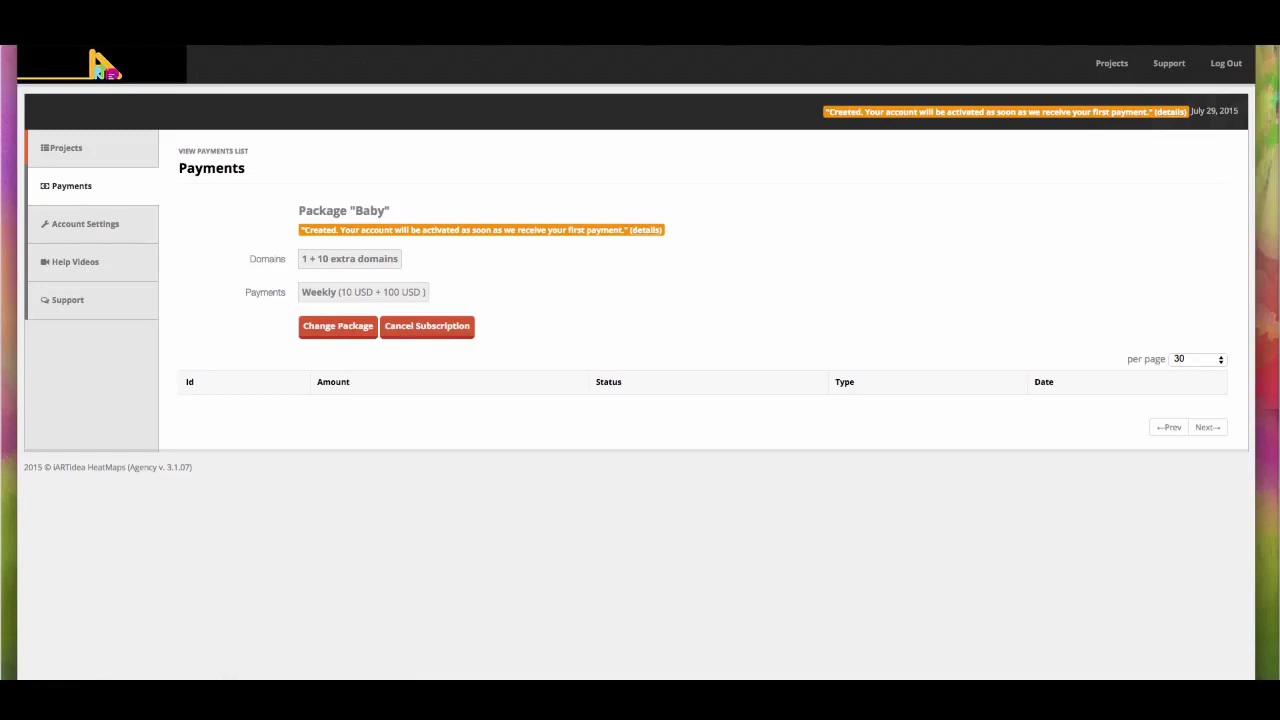 Projects Support Log Out
"Created. Your account will be activated as soon as we receive your first payment." (details) July 29, 2015
Projects
Payments
Account Settings
Help Videos
Support
VIEW PAYMENTS LIST
Payments
Package "Baby"
"Created. Your account will be activated as soon as we receive your first payment." (details)
Domains 1 + 10 extra domains
Payments Weekly (10 USD + 100 USD )
Change Package Cancel Subscription
per page 30
Id Amount Status Type Date
←Prev Next→
2015 © iARTidea HeatMaps (Agency v. 3.1.07)